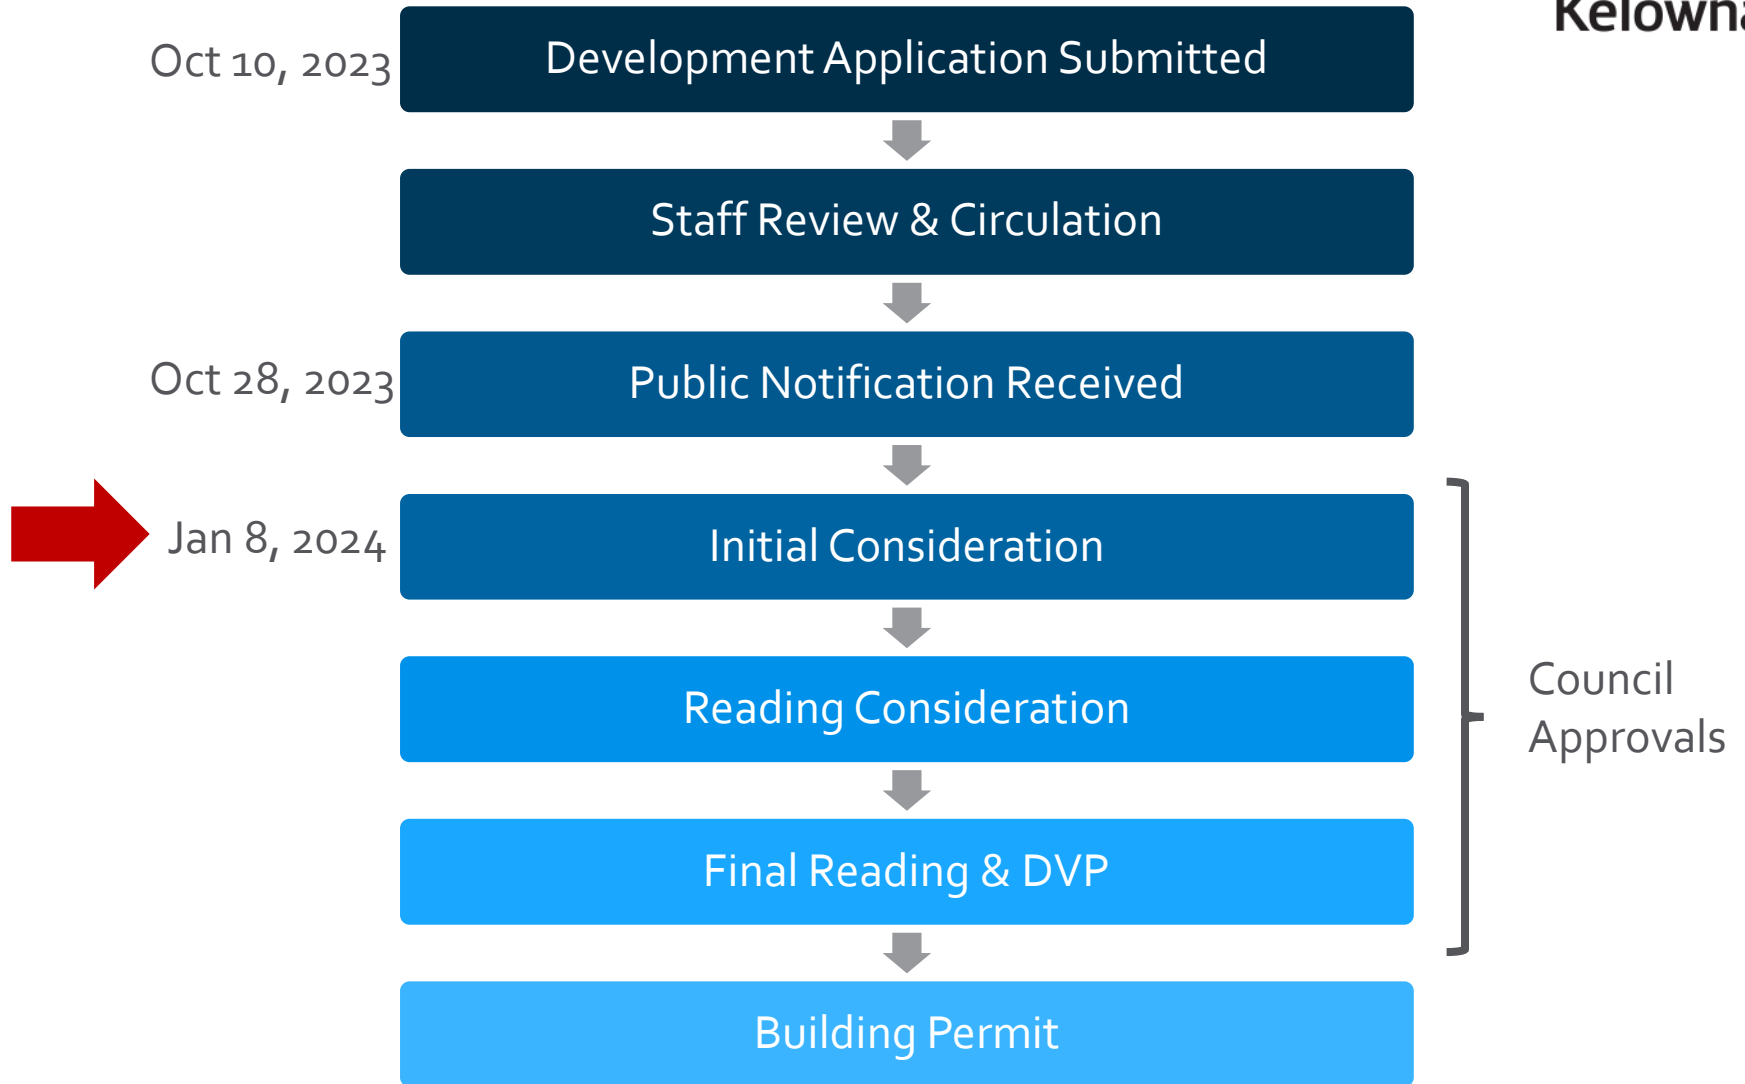 Kelowna
Oct 10, 2023
Development Application Submitted
Staff Review & Circulation
Oct 28, 2023
Public Notification Received
Jan 8, 2024
Initial Consideration
Reading Consideration
Council
Approvals
Final Reading & DVP
Building Permit